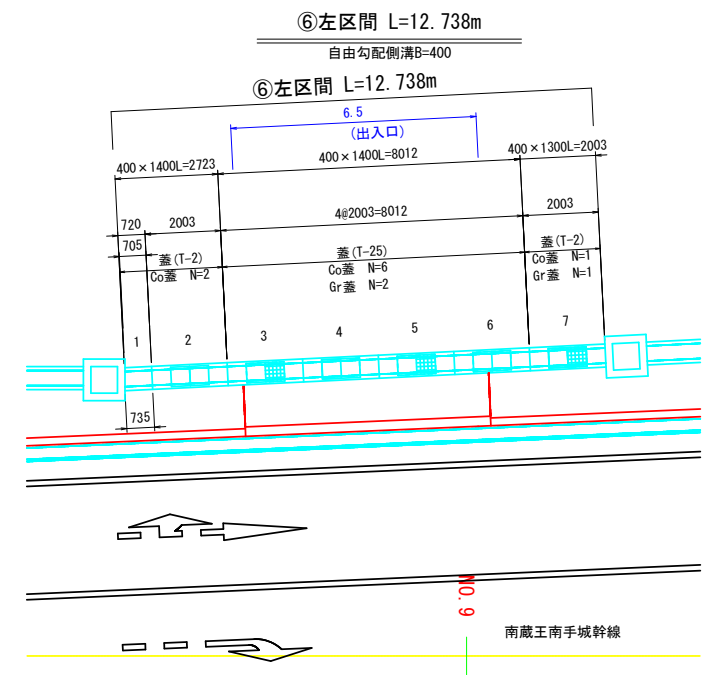 ⑥左区間 L=12.738m
自由勾配側溝B=400
⑥左区間 L=12.738m
6.5
(出入口)
400×1400L=2723
400×1400L=8012
400×1300L=2003
720
2003
4@2003=8012
2003
705
蓋(T-2)
Co蓋 N=2
蓋(T-25)
Co蓋 N=6
Gr蓋 N=2
蓋(T-2)
Co蓋 N=1
Gr蓋 N=1
1
2
3
4
5
6
7
735
NO.9
南蔵王南手城幹線